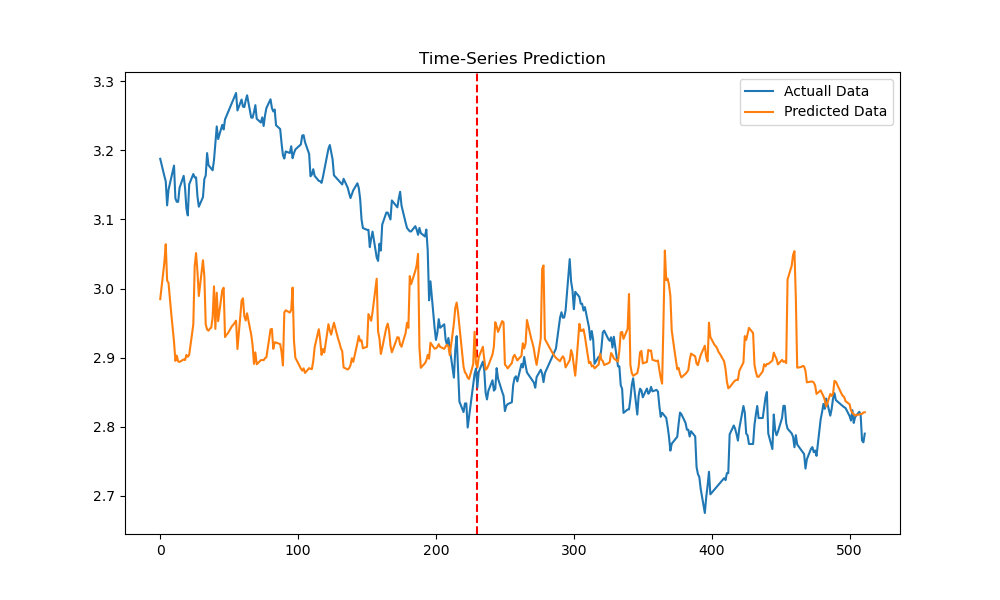 Time-Series Prediction
Actuall Data
Predicted Data
3.3
3.2
3.1
3.0
2.9
2.8
2.7
0 100 200 300 400 500